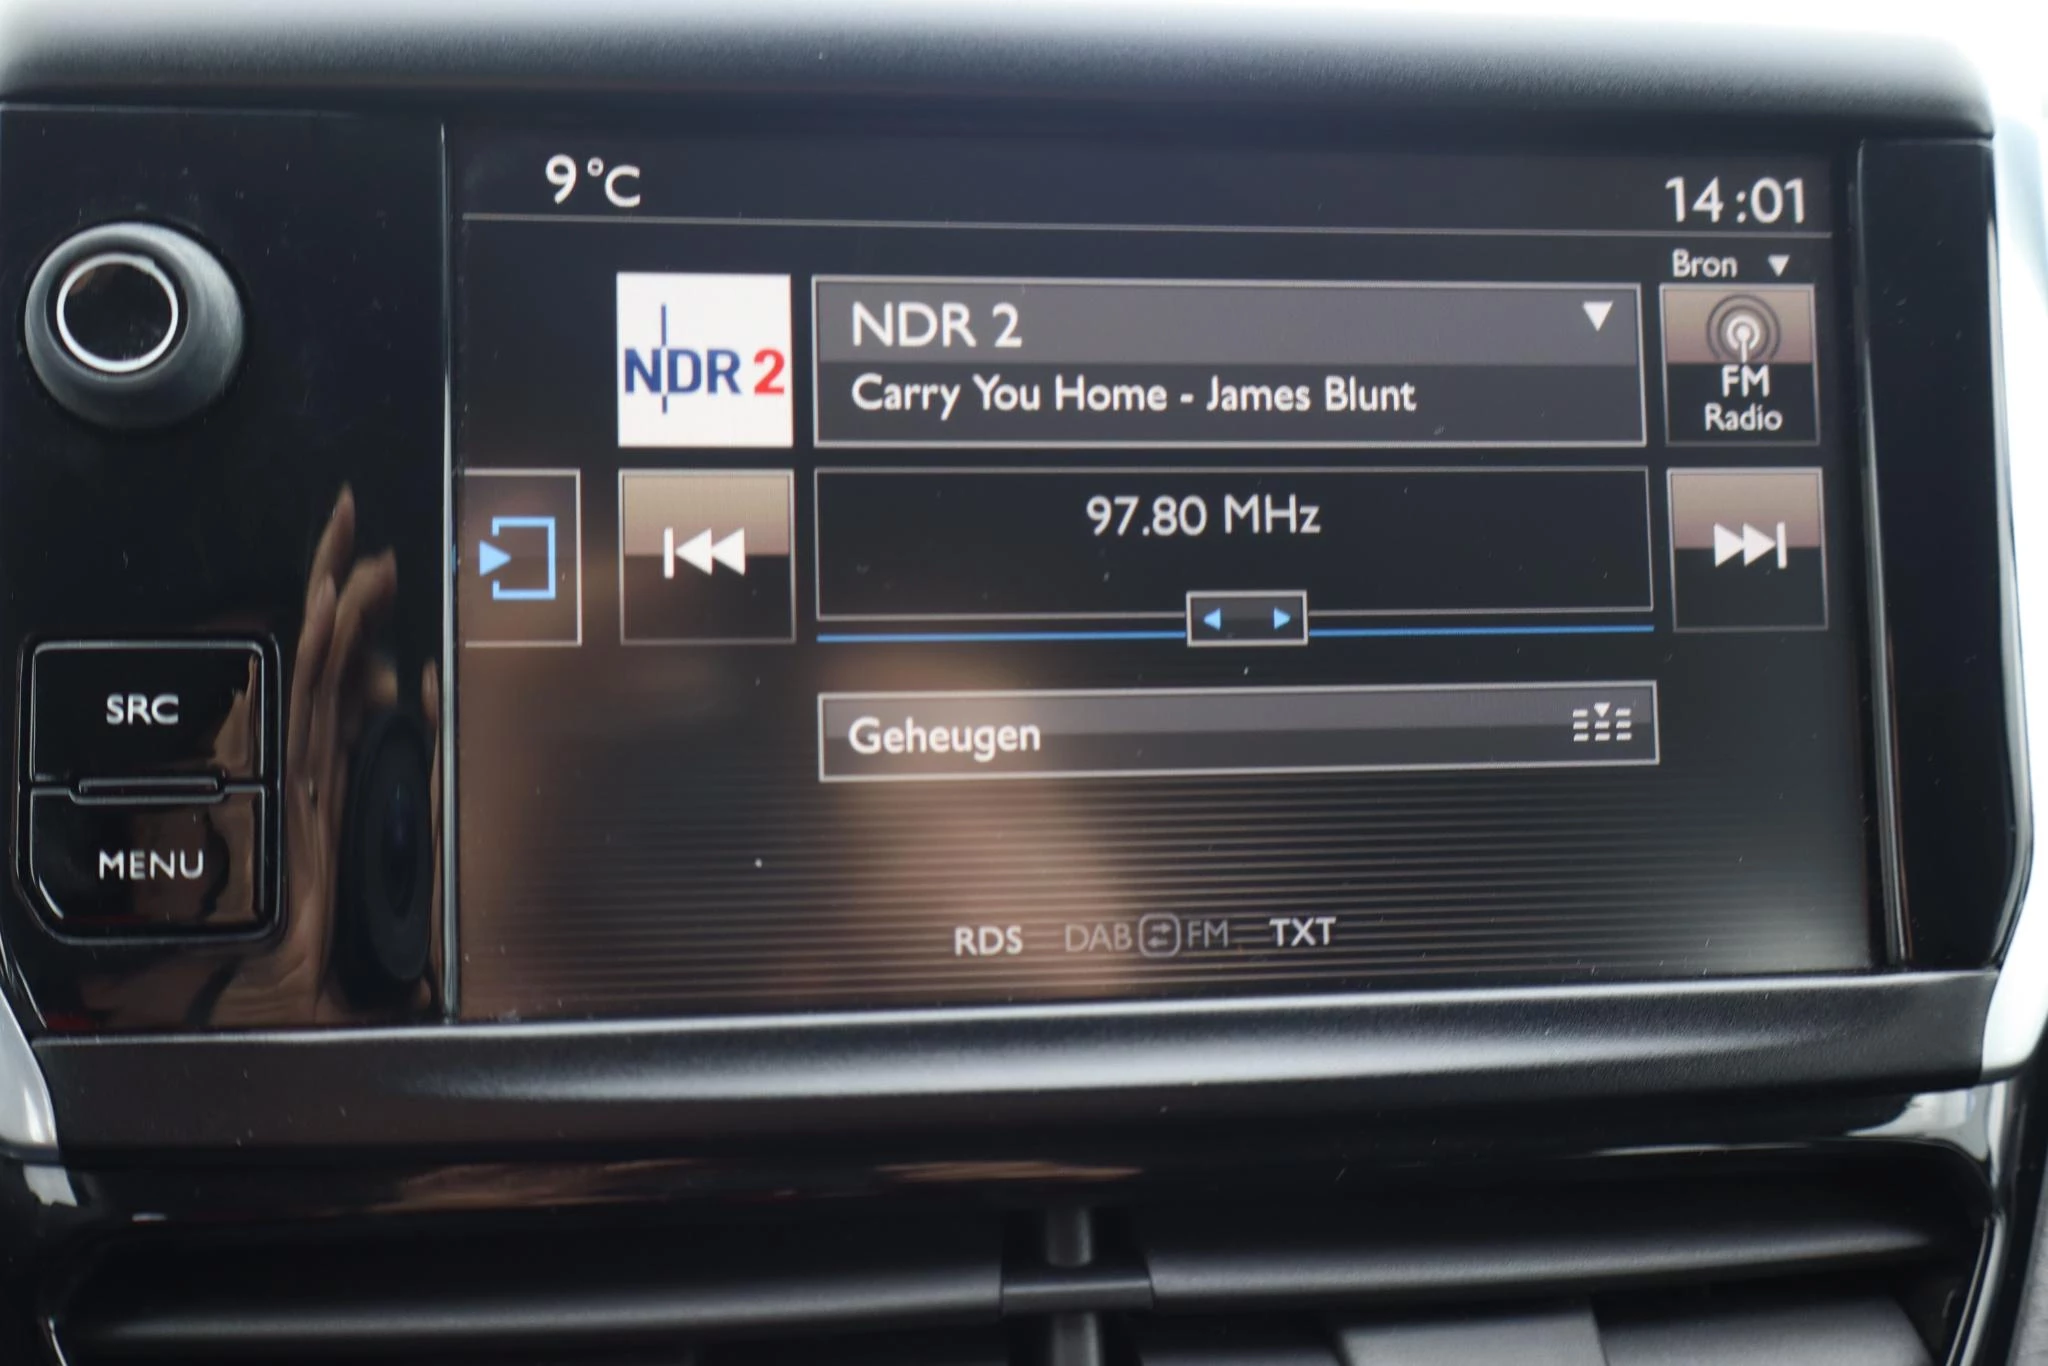 9 °C
14:01
Bron
NDR 2
NDR 2
Carry You Home - James Blunt
FM
Radio
97.80 MHz
SRC
Geheugen
MENU
RDS DAB FM TXT